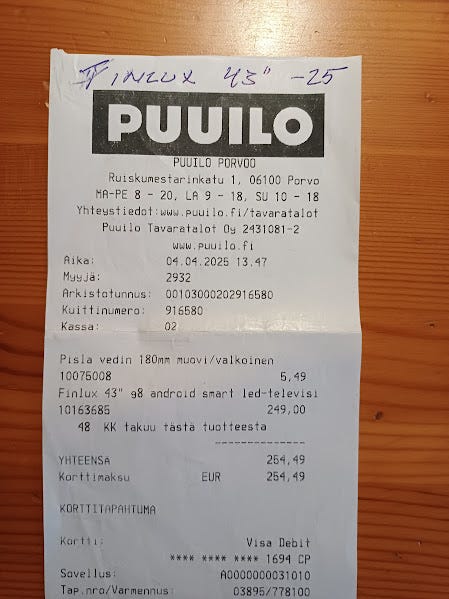 FINLUX 43" -25
PUUILO
PUUILO PORVOO
Ruiskumestarinkatu 1, 06100 Porvo
MA-PE 8 - 20, LA 9 - 18, SU 10 - 18
Yhteystiedot:www.puuilo.fi/tavaratalot
Puuilo Tavaratalot Oy 2431081-2
www.puuilo.fi
Aika: 04.04.2025 13.47
Myyjä: 2932
Arkistotunnus: 00103000202916580
Kuittinumero: 916580
Kassa: 02
Pisla vedin 180mm muovi/valkoinen
10075008 5,49
Finlux 43" g8 android smart led-televisi
10163685 249,00
48 KK takuu tästä tuotteesta
--------------
YHTEENSÄ 254,49
Korttimaksu EUR 254,49
KORTTITAPAHTUMA
Kortti: Visa Debit
**** **** **** 1694 CP
Sovellus: A0000000031010
Tap.nro/Varmennus: 03895/778100